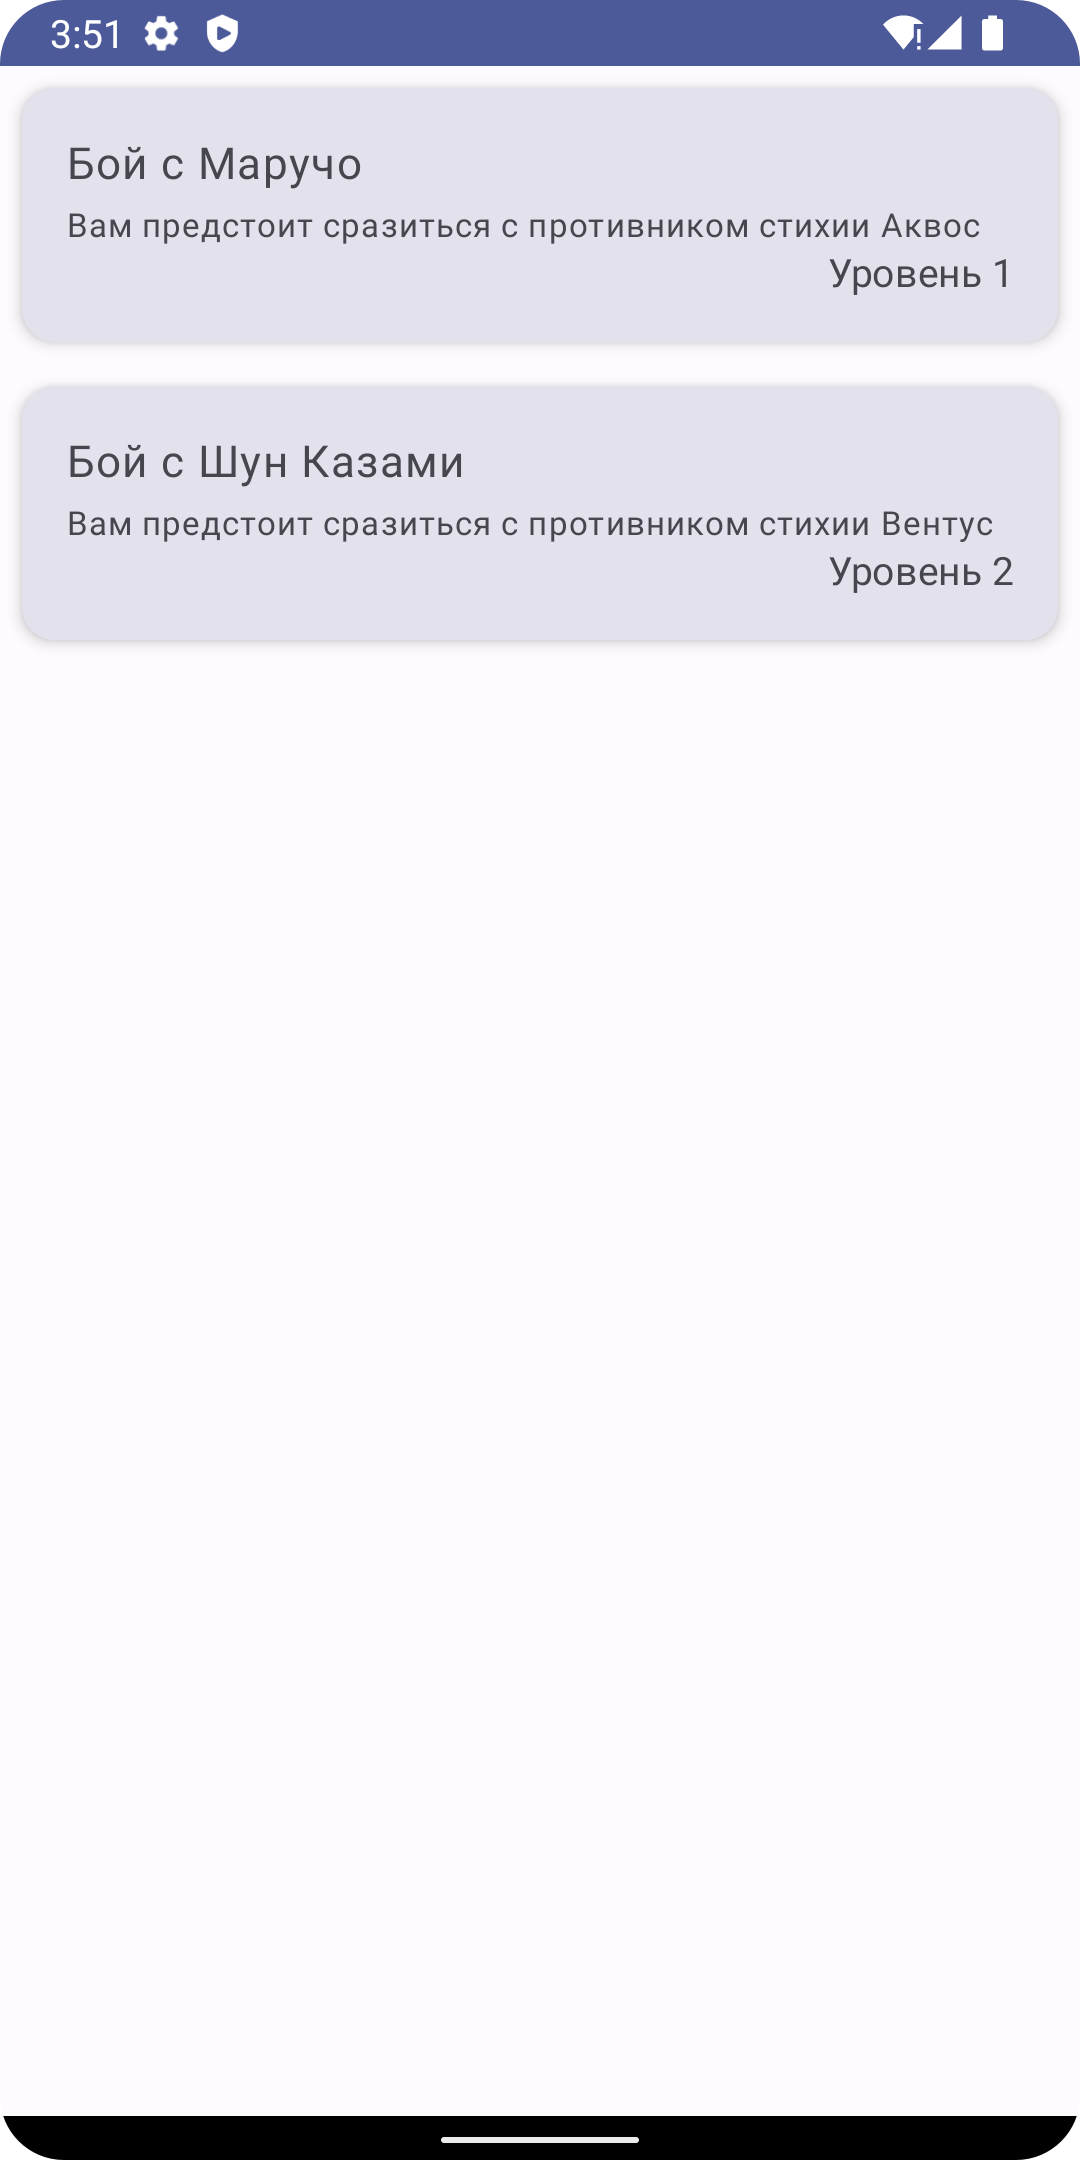 3:51
Бой с Маручо
Вам предстоит сразиться с противником стихии Аквос
Уровень 1
Бой с Шун Казами
Вам предстоит сразиться с противником стихии Вентус
Уровень 2